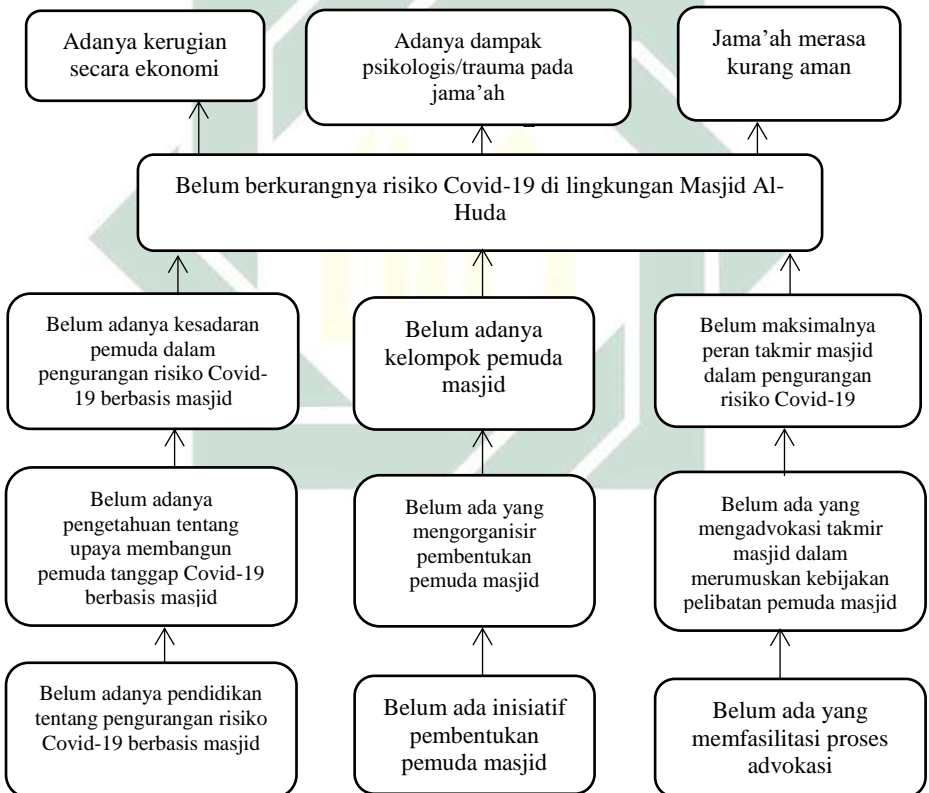 Adanya kerugian
secara ekonomi
Adanya dampak
psikologis/trauma pada
jama’ah
Jama’ah merasa
kurang aman
Belum berkurangnya risiko Covid-19 di lingkungan Masjid Al-
Huda
Belum adanya kesadaran
pemuda dalam
pengurangan risiko Covid-
19 berbasis masjid
Belum adanya
kelompok pemuda
masjid
Belum maksimalnya
peran takmir masjid
dalam pengurangan
risiko Covid-19
Belum adanya
pengetahuan tentang
upaya membangun
pemuda tanggap Covid-19
berbasis masjid
Belum ada yang
mengorganisir
pembentukan
pemuda masjid
Belum ada yang
mengadvokasi takmir
masjid dalam
merumuskan kebijakan
pelibatan pemuda masjid
Belum adanya pendidikan
tentang pengurangan risiko
Covid-19 berbasis masjid
Belum ada inisiatif
pembentukan
pemuda masjid
Belum ada yang
memfasilitasi proses
advokasi